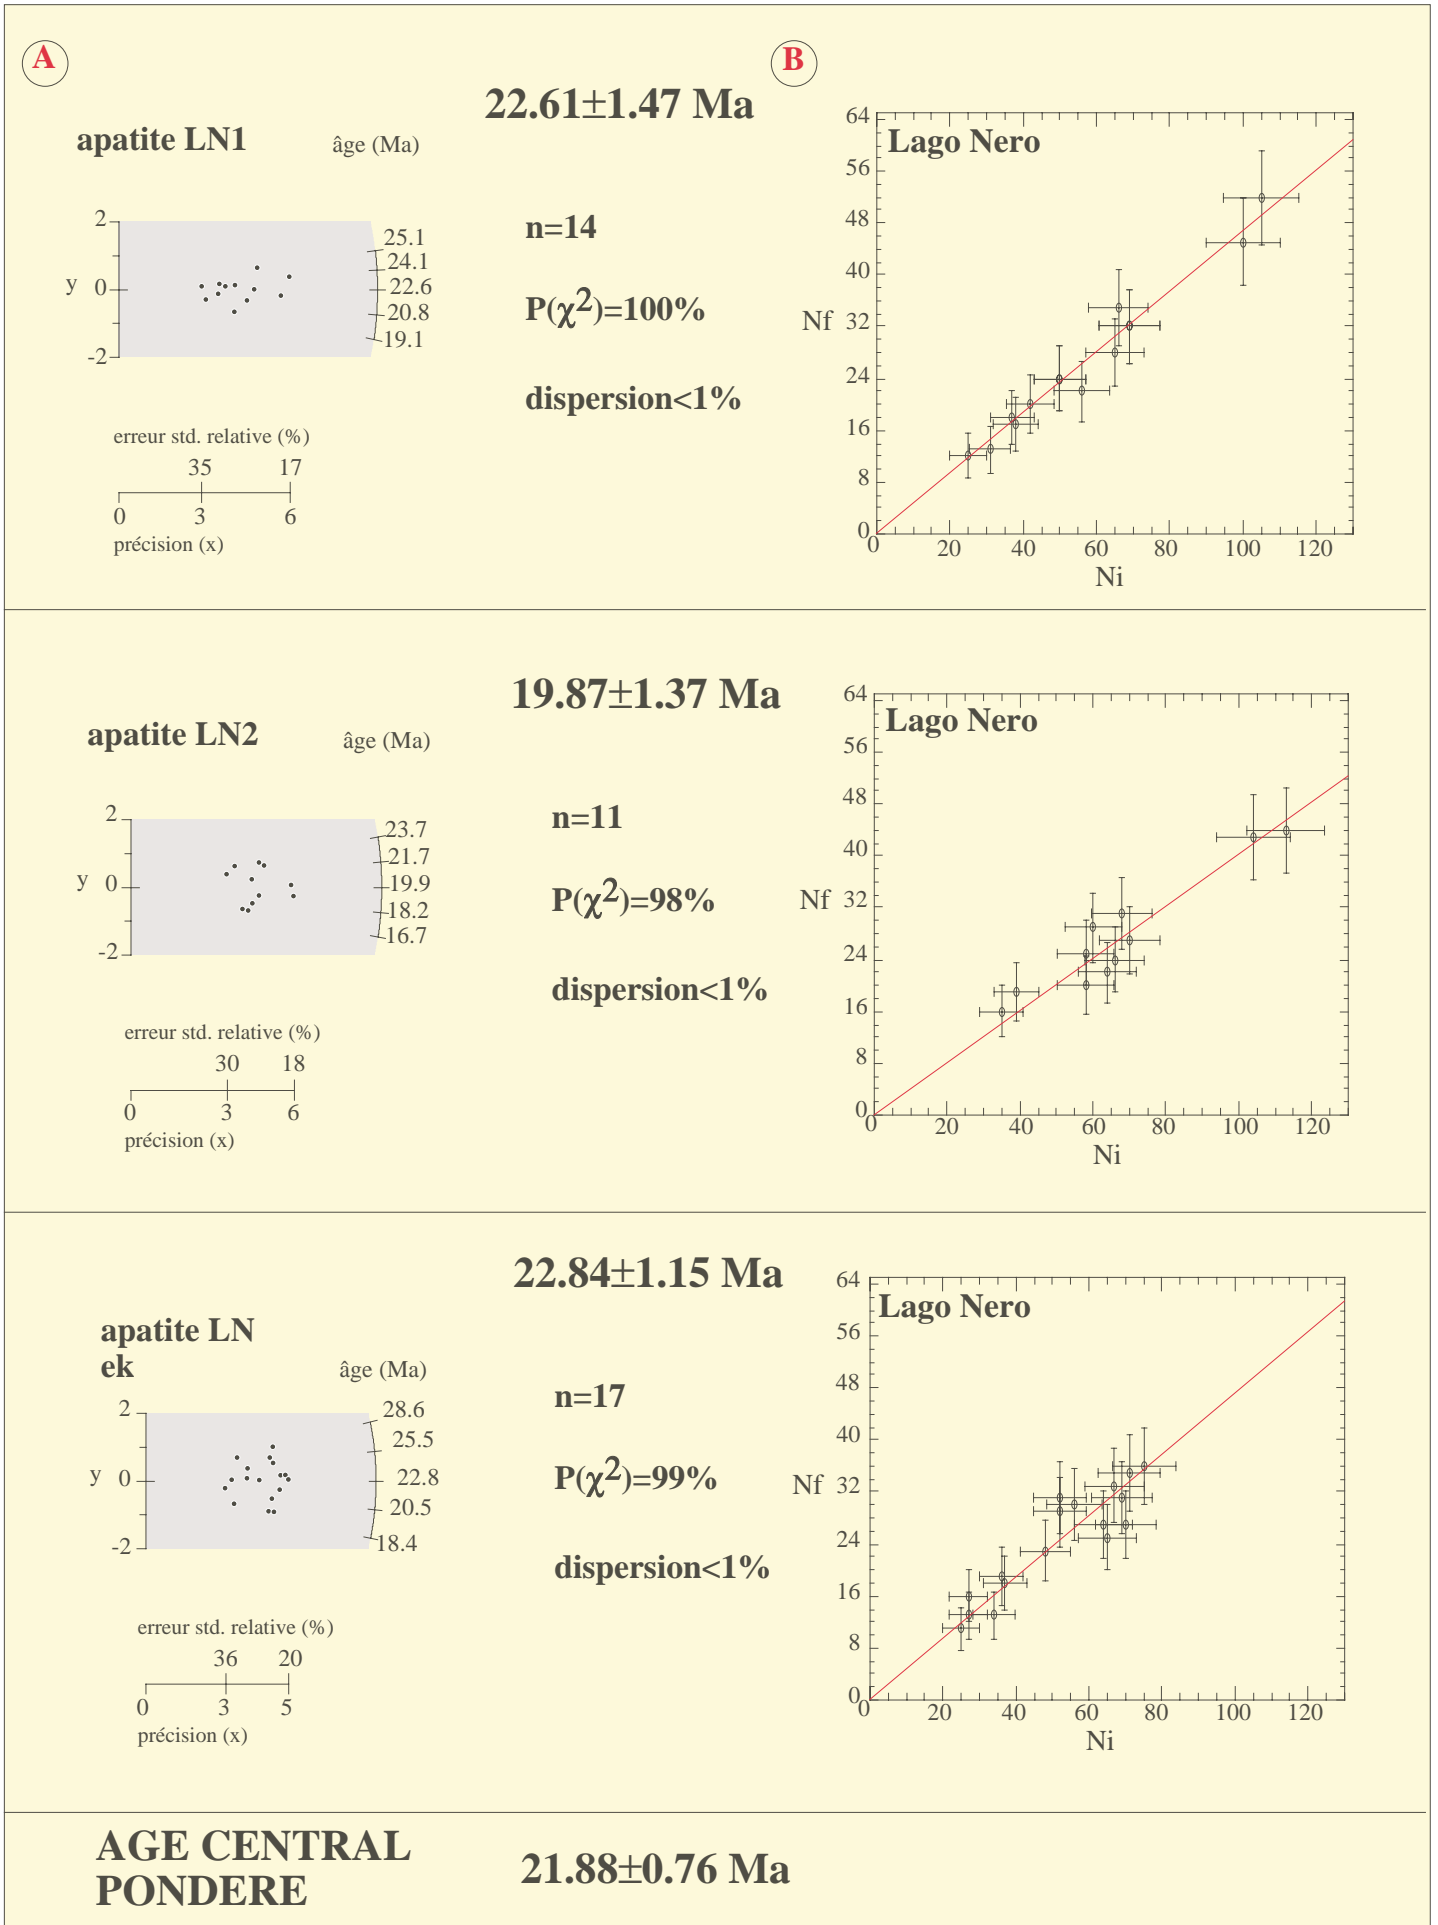 A
B
22.61±1.47 Ma
apatite LN1
âge (Ma)
2
y 0
-2
25.1
24.1
22.6
20.8
19.1
n=14
P(χ2)=100%
dispersion<1%
erreur std. relative (%)
35 17
0 3 6
précision (x)
Lago Nero
64
56
48
40
Nf 32
24
16
8
0
0 20 40 60 80 100 120
Ni
19.87±1.37 Ma
apatite LN2
âge (Ma)
2
y 0
-2
23.7
21.7
19.9
18.2
16.7
n=11
P(χ2)=98%
dispersion<1%
erreur std. relative (%)
30 18
0 3 6
précision (x)
Lago Nero
64
56
48
40
Nf 32
24
16
8
0
0 20 40 60 80 100 120
Ni
22.84±1.15 Ma
apatite LN
ek
âge (Ma)
2
y 0
-2
28.6
25.5
22.8
20.5
18.4
n=17
P(χ2)=99%
dispersion<1%
erreur std. relative (%)
36 20
0 3 5
précision (x)
Lago Nero
64
56
48
40
Nf 32
24
16
8
0
0 20 40 60 80 100 120
Ni
AGE CENTRAL
PONDERE
21.88±0.76 Ma